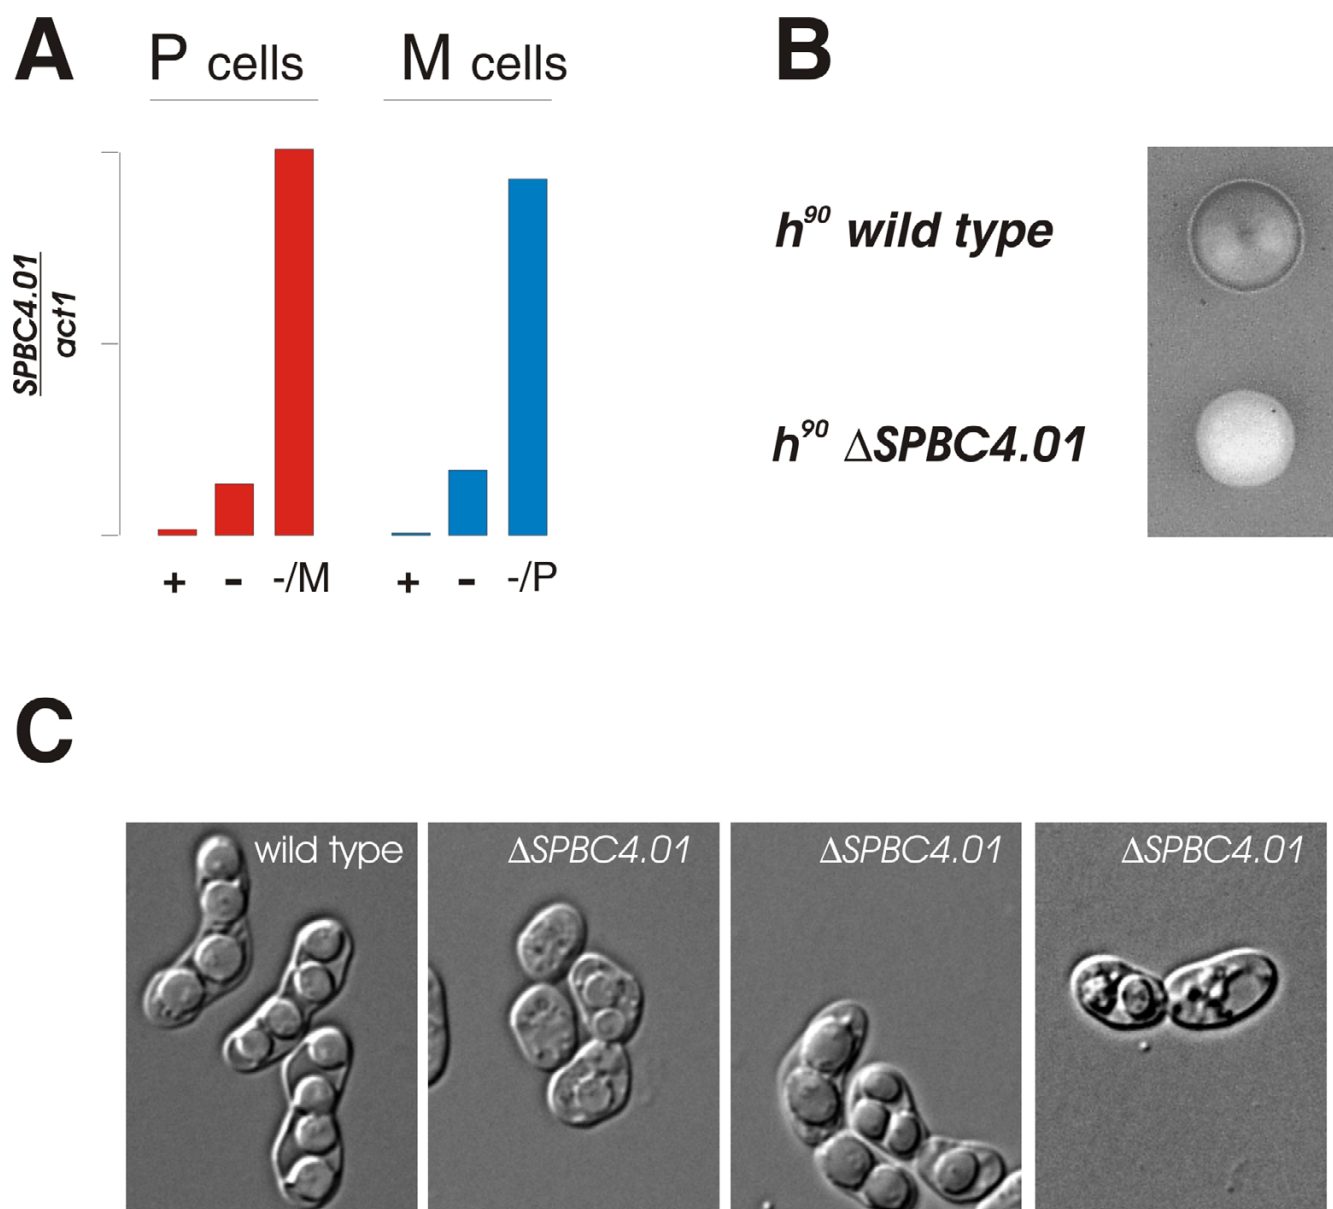 A
P cells
M cells
SPBC4.01
act1
+
-
-/M
+
-
-/P
B
h90 wild type
h90 ΔSPBC4.01
C
wild type
ΔSPBC4.01
ΔSPBC4.01
ΔSPBC4.01